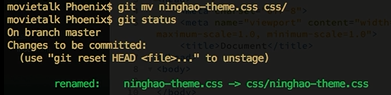 movietalk Phoenix$ git mv ninghao-theme.css css/
movietalk Phoenix$ git status
On branch master
Changes to be committed:
(use "git reset HEAD <file>..." to unstage)
renamed: ninghao-theme.css -> css/ninghao-theme.css